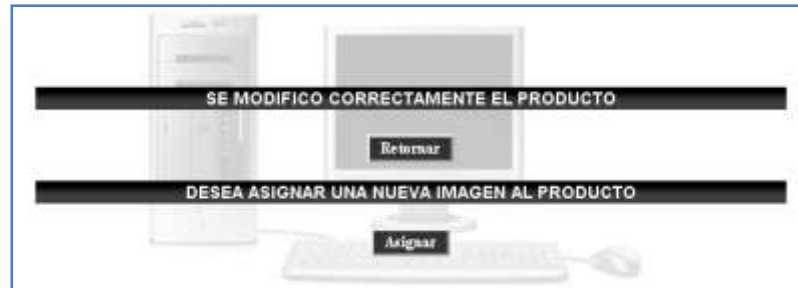 SE MODIFICO CORRECTAMENTE EL PRODUCTO
Retornar
DESEA ASIGNAR UNA NUEVA IMAGEN AL PRODUCTO
Asignar